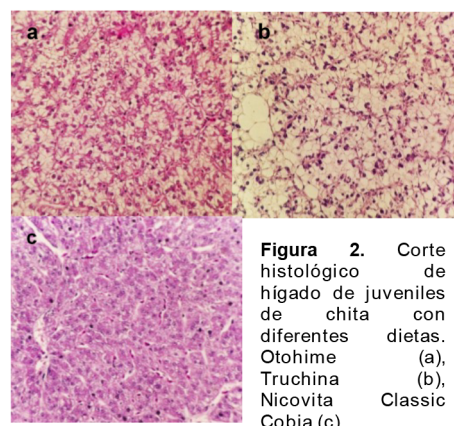 a
b
c
Figura 2. Corte
histológico de
hígado de juveniles
de chita con
diferentes dietas.
Otohime (a),
Truchina (b),
Nicovita Classic
Cobia (c)